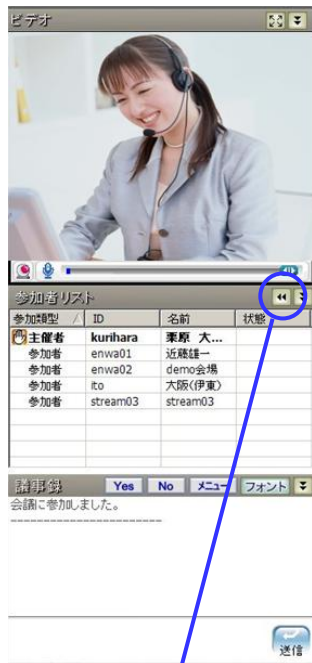 ビデオ
参加者リスト
参加類型 ID 名前 状態
主催者 kurihara 栗原 大...
参加者 enwa01 近藤雄一
参加者 enwa02 demo会場
参加者 ito 大阪(伊東)
参加者 stream03 stream03
議事録 Yes No メニュー フォント
会議に参加しました。
------------------------
送信